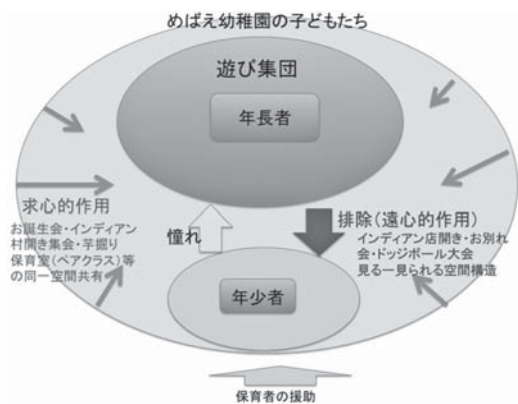 めばえ幼稚園の子どもたち
遊び集団
年長者
求心的作用
お誕生会・インディアン
村開き集会・芋掘り
保育室(ペアクラス)等
の同一空間共有
憧れ
排除(遠心的作用)
インディアン店開き・お別れ
会・ドッジボール大会
見る―見られる空間構造
年少者
保育者の援助